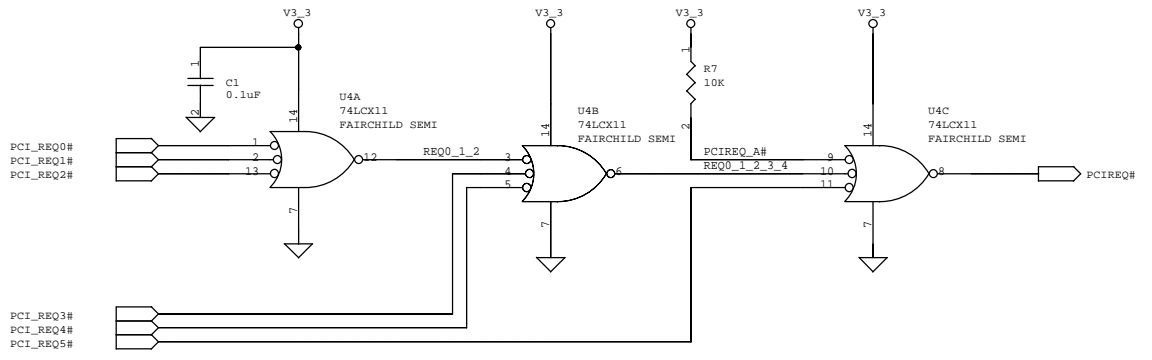 V3_3
V3_3
V3_3
V3_3
1
C1
0.1uF
2
14
U4A
74LCX11
FAIRCHILD SEMI
14
U4B
74LCX11
FAIRCHILD SEMI
1
R7
10K
2
14
U4C
74LCX11
FAIRCHILD SEMI
PCI_REQ0#
PCI_REQ1#
PCI_REQ2#
1
2
13
12
REQ0_1_2
3
4
5
6
PCIREQ_A#
REQ0_1_2_3_4
9
10
11
8
PCIREQ#
7
7
7
PCI_REQ3#
PCI_REQ4#
PCI_REQ5#